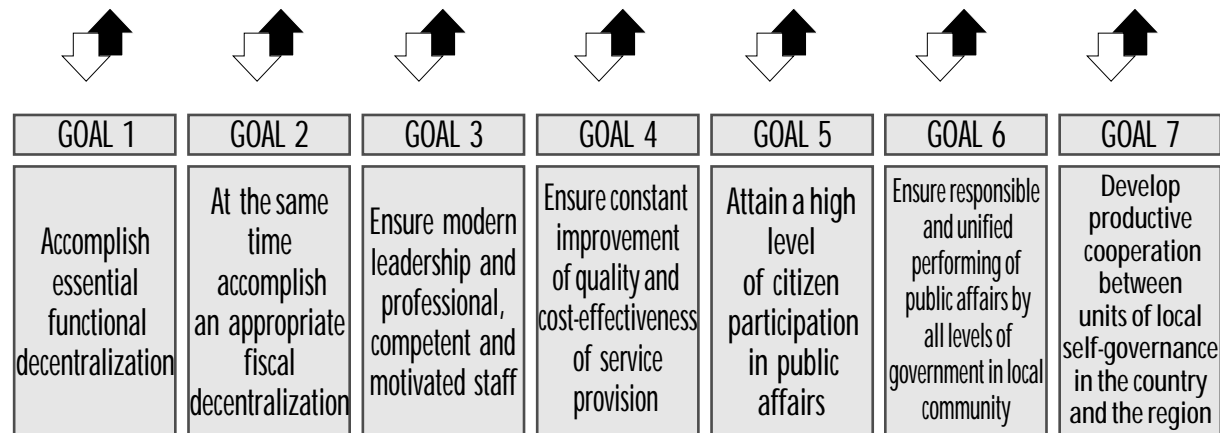 GOAL 1
Accomplish
essential
functional
decentralization
GOAL 2
At the same
time
accomplish
an appropriate
fiscal
decentralization
GOAL 3
Ensure modern
leadership and
professional,
competent and
motivated staff
GOAL 4
Ensure constant
improvement
of quality and
cost-effectiveness
of service
provision
GOAL 5
Attain a high
level
of citizen
participation
in public
affairs
GOAL 6
Ensure responsible
and unified
performing of
public affairs by
all levels of
government in local
community
GOAL 7
Develop
productive
cooperation
between
units of local
self-governance
in the country
and the region